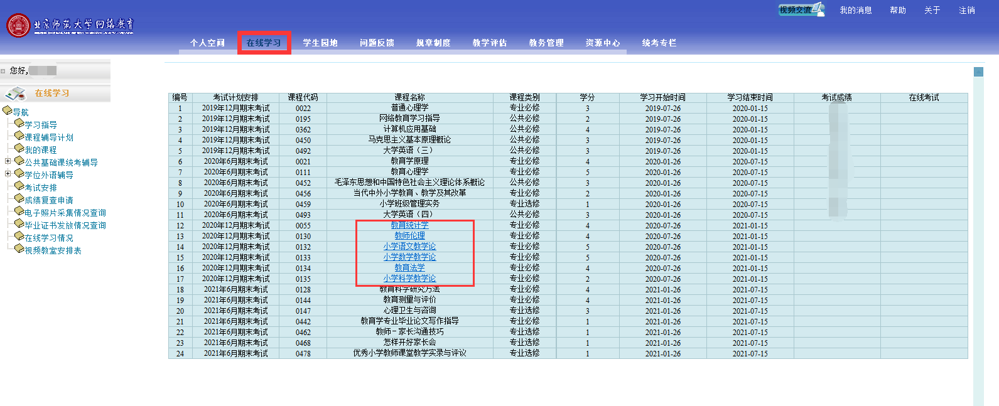 视频交流 我的消息 帮助 关于 注销
北京师范大学网络教育
个人空间 在线学习 学生园地 问题反馈 规章制度 教学评估 教务管理 资源中心 统考专栏
您好,
在线学习
导航
学习指导
课程辅导计划
我的课程
公共基础课统考辅导
学位外语辅导
考试安排
成绩复查申请
电子照片采集情况查询
毕业证书发放情况查询
在线学习情况
视频教室安排表
编号 考试计划安排 课程代码 课程名称 课程类别 学分 学习开始时间 学习结束时间 考试成绩 在线考试
1 2019年12月期末考试 0022 普通心理学 专业必修 3 2019-07-26 2020-01-15
2 2019年12月期末考试 0195 网络教育学习指导 公共必修 2 2019-07-26 2020-01-15
3 2019年12月期末考试 0362 计算机应用基础 公共必修 4 2019-07-26 2020-01-15
4 2019年12月期末考试 0450 马克思主义基本原理概论 公共必修 3 2019-07-26 2020-01-15
5 2019年12月期末考试 0492 大学英语（三） 公共必修 3 2019-07-26 2020-01-15
6 2020年6月期末考试 0021 教育学原理 专业必修 4 2020-01-26 2020-07-15
7 2020年6月期末考试 0111 教育心理学 专业必修 5 2020-01-26 2020-07-15
8 2020年6月期末考试 0452 毛泽东思想和中国特色社会主义理论体系概论 公共必修 3 2020-01-26 2020-07-15
9 2020年6月期末考试 0456 当代中外小学教育、教学及其改革 专业必修 2 2020-01-26 2020-07-15
10 2020年6月期末考试 0459 小学班级管理实务 专业选修 1 2020-01-26 2020-07-15
11 2020年6月期末考试 0493 大学英语（四） 公共必修 3 2020-01-26 2020-07-15
12 2020年12月期末考试 0055 教育统计学 专业必修 4 2020-07-26 2021-01-15
13 2020年12月期末考试 0130 教师伦理 专业必修 4 2020-07-26 2021-01-15
14 2020年12月期末考试 0132 小学语文教学论 专业必修 5 2020-07-26 2021-01-15
15 2020年12月期末考试 0133 小学数学教学论 专业必修 5 2020-07-26 2021-01-15
16 2020年12月期末考试 0134 教育法学 专业必修 4 2020-07-26 2021-01-15
17 2020年12月期末考试 0135 小学科学教学论 专业必修 2 2020-07-26 2021-01-15
18 2021年6月期末考试 0128 教育科学研究方法 专业必修 4 2021-01-26 2021-07-15
19 2021年6月期末考试 0144 教育测量与评价 专业必修 4 2021-01-26 2021-07-15
20 2021年6月期末考试 0147 心理卫生与咨询 专业选修 3 2021-01-26 2021-07-15
21 2021年6月期末考试 0442 教育学专业毕业论文写作指导 专业必修 1 2021-01-26 2021-07-15
22 2021年6月期末考试 0462 教师－家长沟通技巧 专业选修 1 2021-01-26 2021-07-15
23 2021年6月期末考试 0468 怎样开好家长会 专业选修 1 2021-01-26 2021-07-15
24 2021年6月期末考试 0478 优秀小学教师课堂教学实录与评议 专业选修 1 2021-01-26 2021-07-15